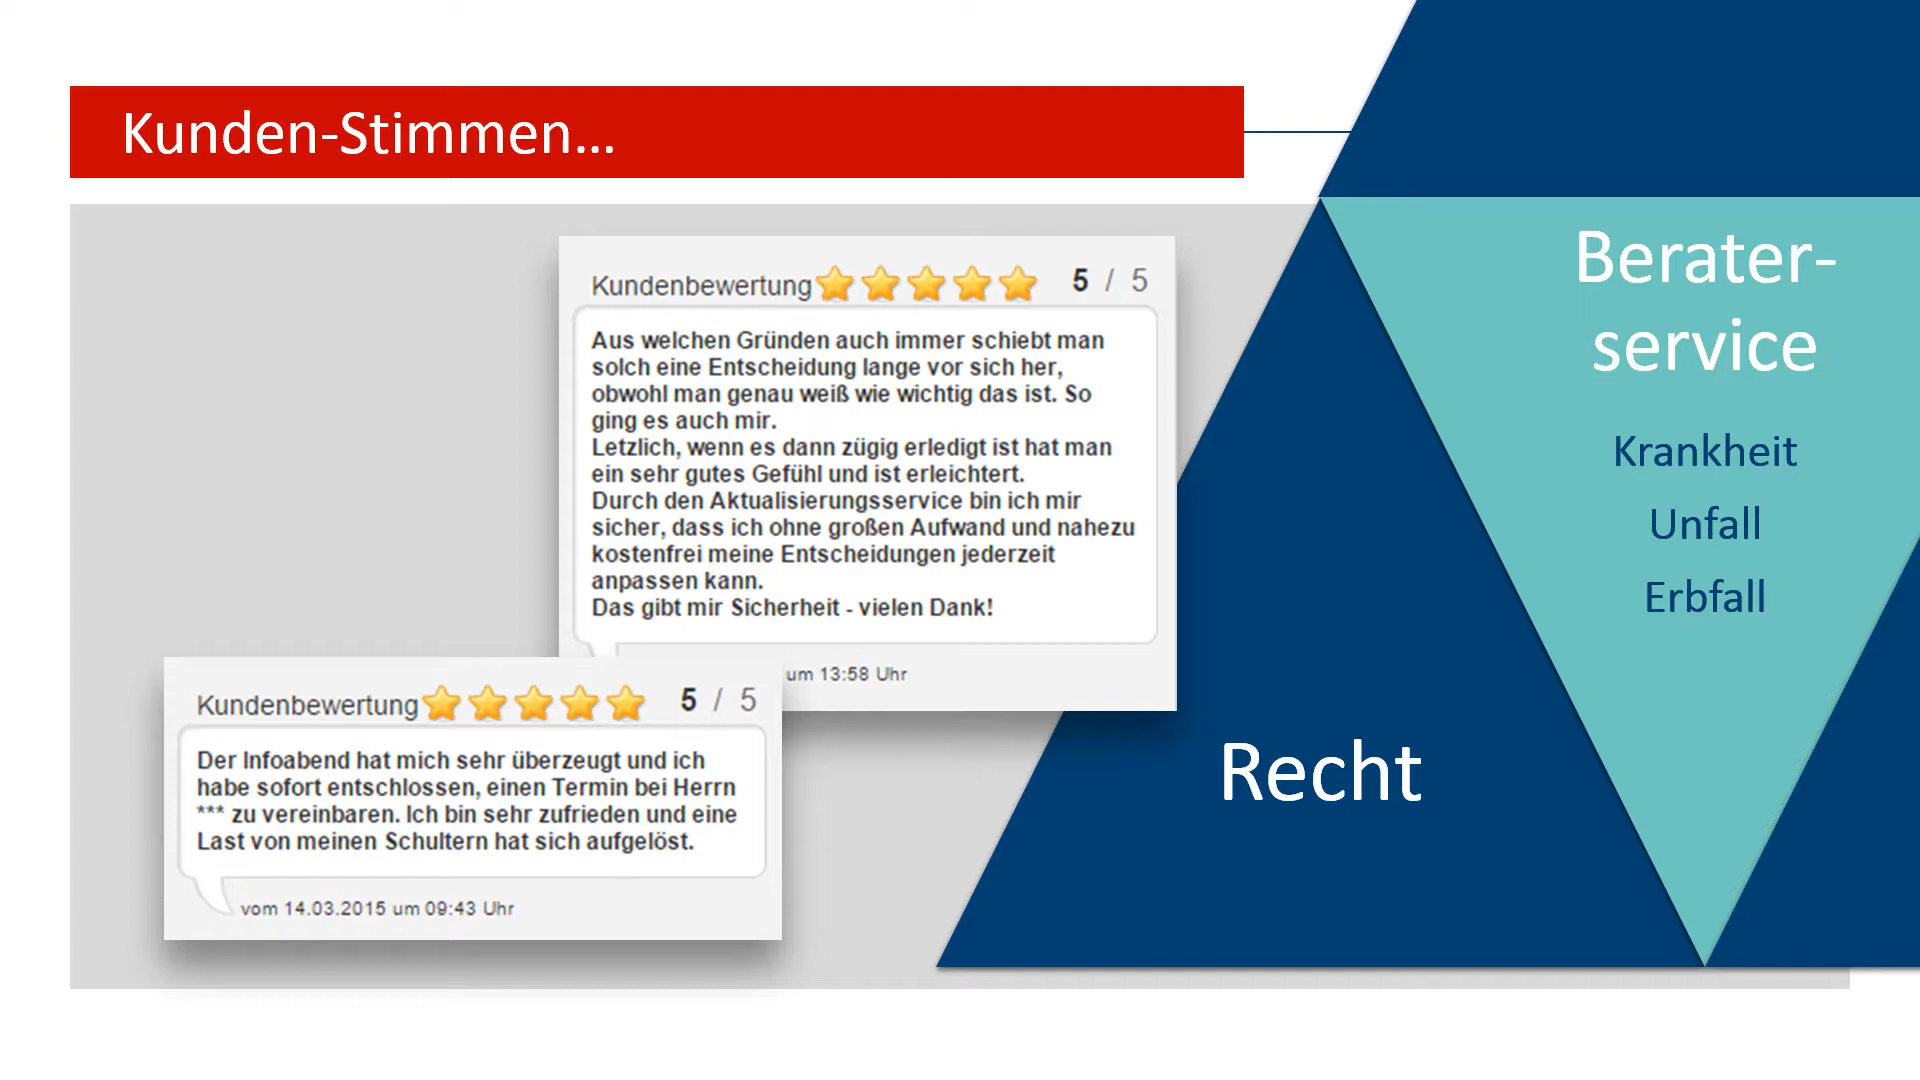 Kunden-Stimmen...
Kundenbewertung 5 / 5
Aus welchen Gründen auch immer schiebt man
solch eine Entscheidung lange vor sich her,
obwohl man genau weiß wie wichtig das ist. So
ging es auch mir.
Letzlich, wenn es dann zügig erledigt ist hat man
ein sehr gutes Gefühl und ist erleichtert.
Durch den Aktualisierungsservice bin ich mir
sicher, dass ich ohne großen Aufwand und nahezu
kostenfrei meine Entscheidungen jederzeit
anpassen kann.
Das gibt mir Sicherheit - vielen Dank!
um 13:58 Uhr
Kundenbewertung 5 / 5
Der Infoabend hat mich sehr überzeugt und ich
habe sofort entschlossen, einen Termin bei Herrn
*** zu vereinbaren. Ich bin sehr zufrieden und eine
Last von meinen Schultern hat sich aufgelöst.
vom 14.03.2015 um 09:43 Uhr
Recht
Berater-
service
Krankheit
Unfall
Erbfall